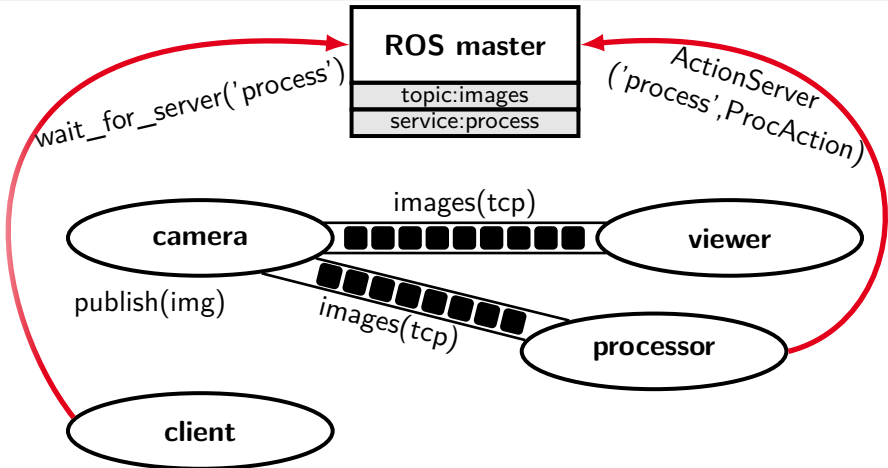 ROS master
topic:images
service:process
wait_for_server('process')
ActionServer
('process',ProcAction)
images(tcp)
camera
viewer
publish(img)
images(tcp)
processor
client